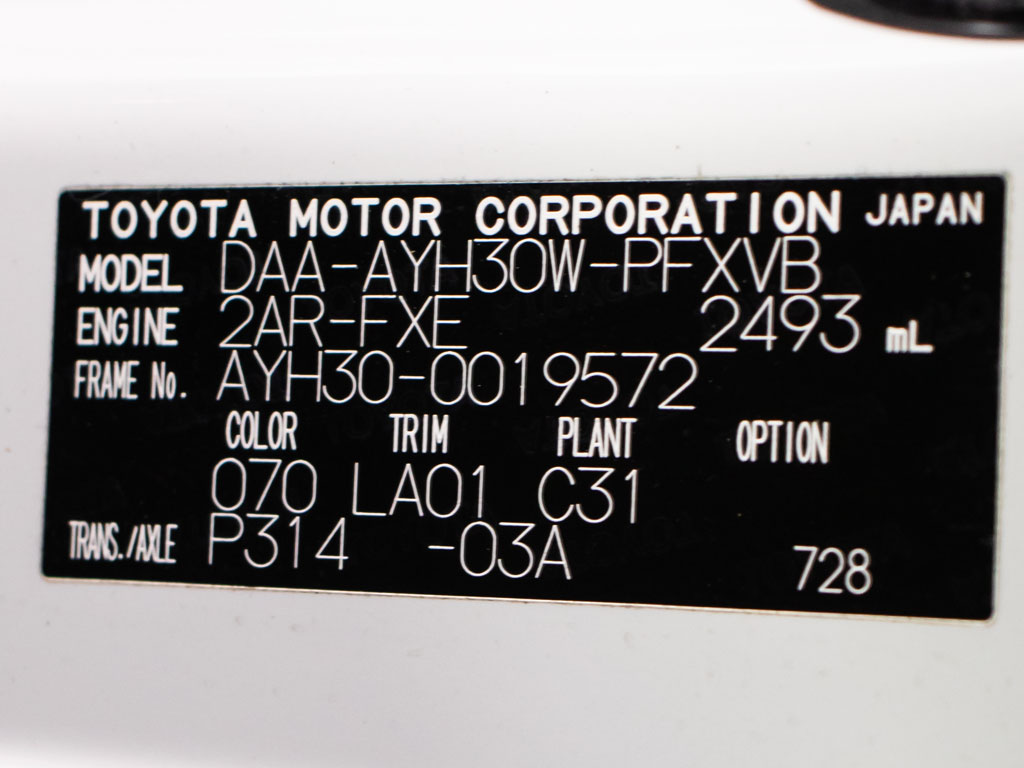 TOYOTA MOTOR CORPORATION JAPAN
MODEL DAA-AYH30W-PFXVB
ENGINE 2AR-FXE 2493 mL
FRAME No. AYH30-0019572
COLOR TRIM PLANT OPTION
070 LA01 C31
TRANS./AXLE P314 -03A 728